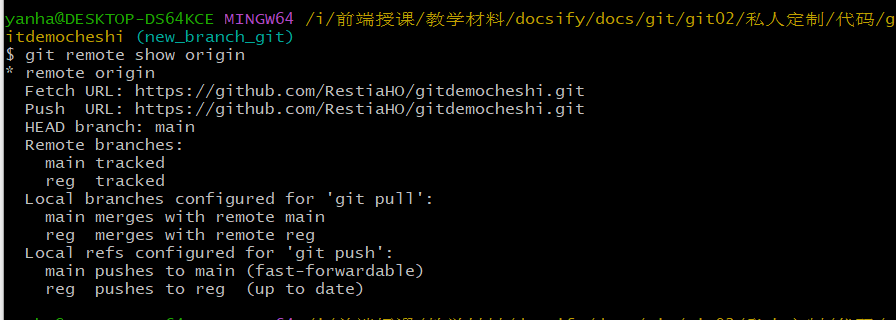 yanha@DESKTOP-DS64KCE MINGW64 /i/前端授课/教学材料/docsify/docs/git/git02/私人定制/代码/g
itdemocheshi (new_branch_git)
$ git remote show origin
* remote origin
  Fetch URL: https://github.com/RestiaHO/gitdemocheshi.git
  Push  URL: https://github.com/RestiaHO/gitdemocheshi.git
  HEAD branch: main
  Remote branches:
    main tracked
    reg  tracked
  Local branches configured for 'git pull':
    main merges with remote main
    reg  merges with remote reg
  Local refs configured for 'git push':
    main pushes to main (fast-forwardable)
    reg  pushes to reg  (up to date)